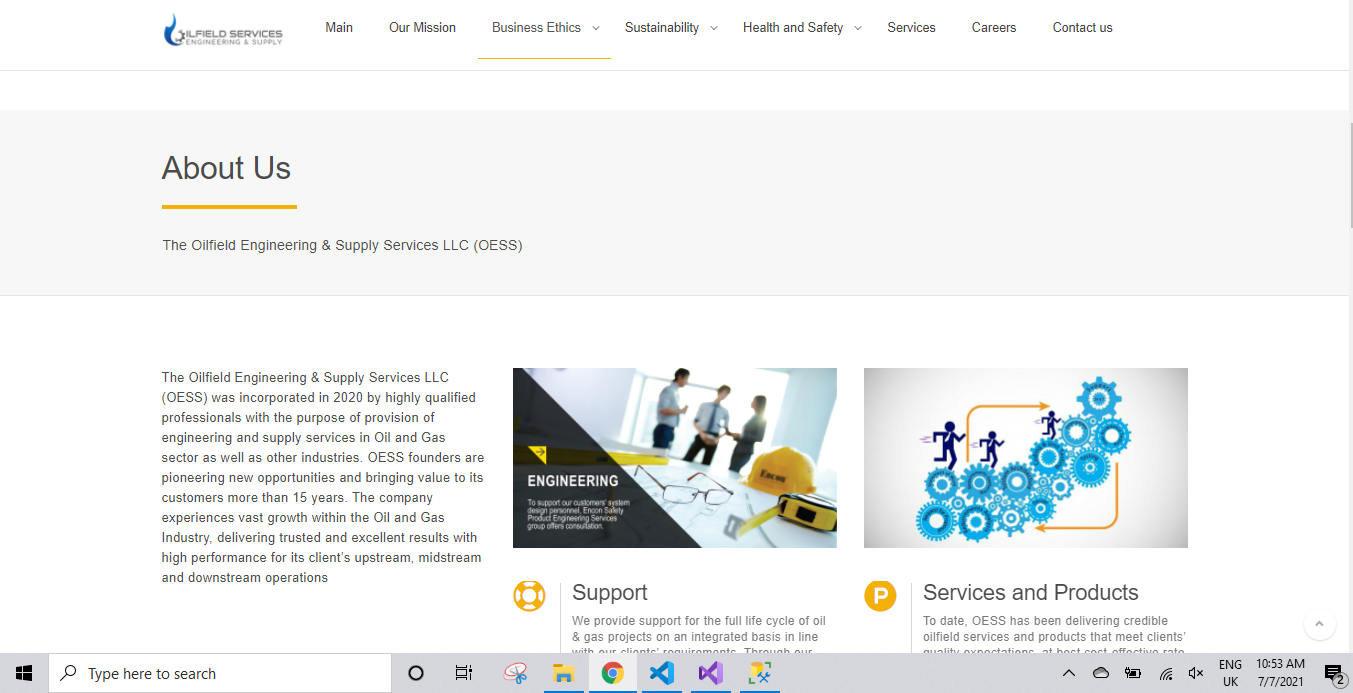 OILFIELD SERVICES
ENGINEERING & SUPPLY
Main Our Mission Business Ethics Sustainability Health and Safety Services Careers Contact us
About Us
The Oilfield Engineering & Supply Services LLC (OESS)
The Oilfield Engineering & Supply Services LLC
(OESS) was incorporated in 2020 by highly qualified
professionals with the purpose of provision of
engineering and supply services in Oil and Gas
sector as well as other industries. OESS founders are
pioneering new opportunities and bringing value to its
customers more than 15 years. The company
experiences vast growth within the Oil and Gas
Industry, delivering trusted and excellent results with
high performance for its client’s upstream, midstream
and downstream operations
ENGINEERING
To support our customers' system
design personnel, Encon Safety
Product Engineering Services
group offers consultation.
Encon
Support
We provide support for the full life cycle of oil
& gas projects on an integrated basis in line
with our clients’ requirements. Through our
P
Services and Products
To date, OESS has been delivering credible
oilfield services and products that meet clients’
quality expectations, at best cost-effective rate
Type here to search
ENG
UK
10:53 AM
7/7/2021
2